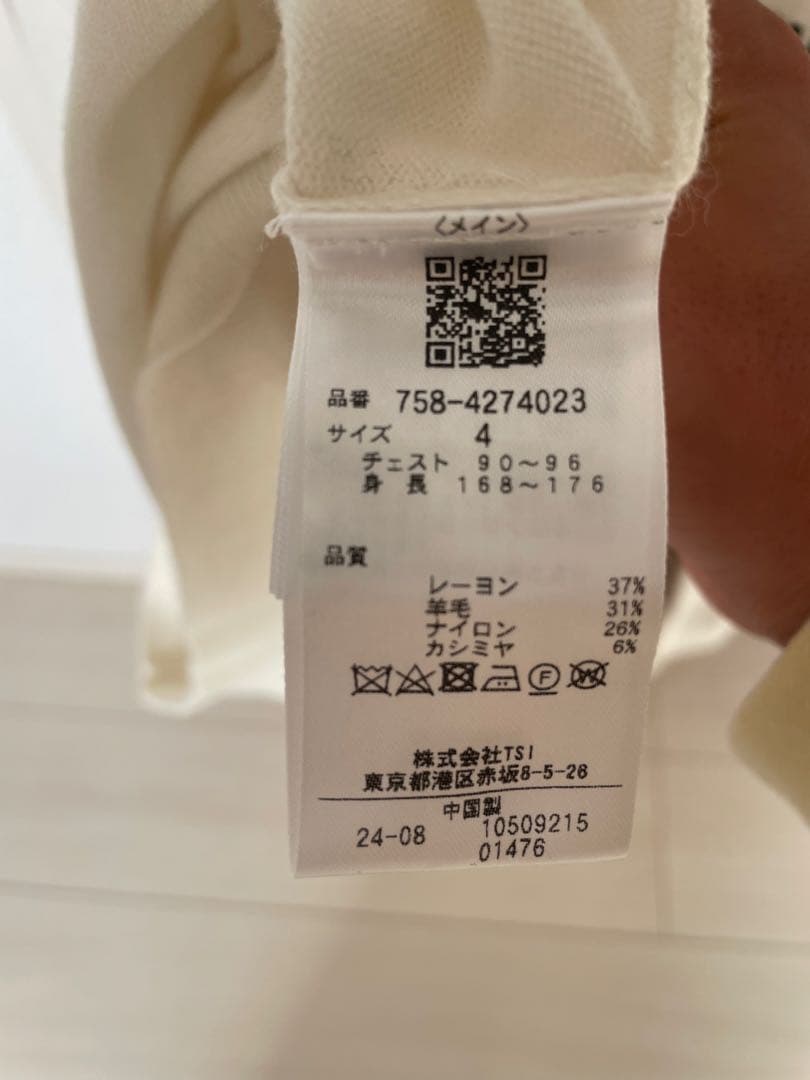 〈メイン〉
品番 758-4274023
サイズ 4
チェスト 90～96
身長 168～176
品質
レーヨン 37%
羊毛 31%
ナイロン 26%
カシミヤ 6%
株式会社TSI
東京都港区赤坂8-5-26
中国製
24-08 10509215
01476